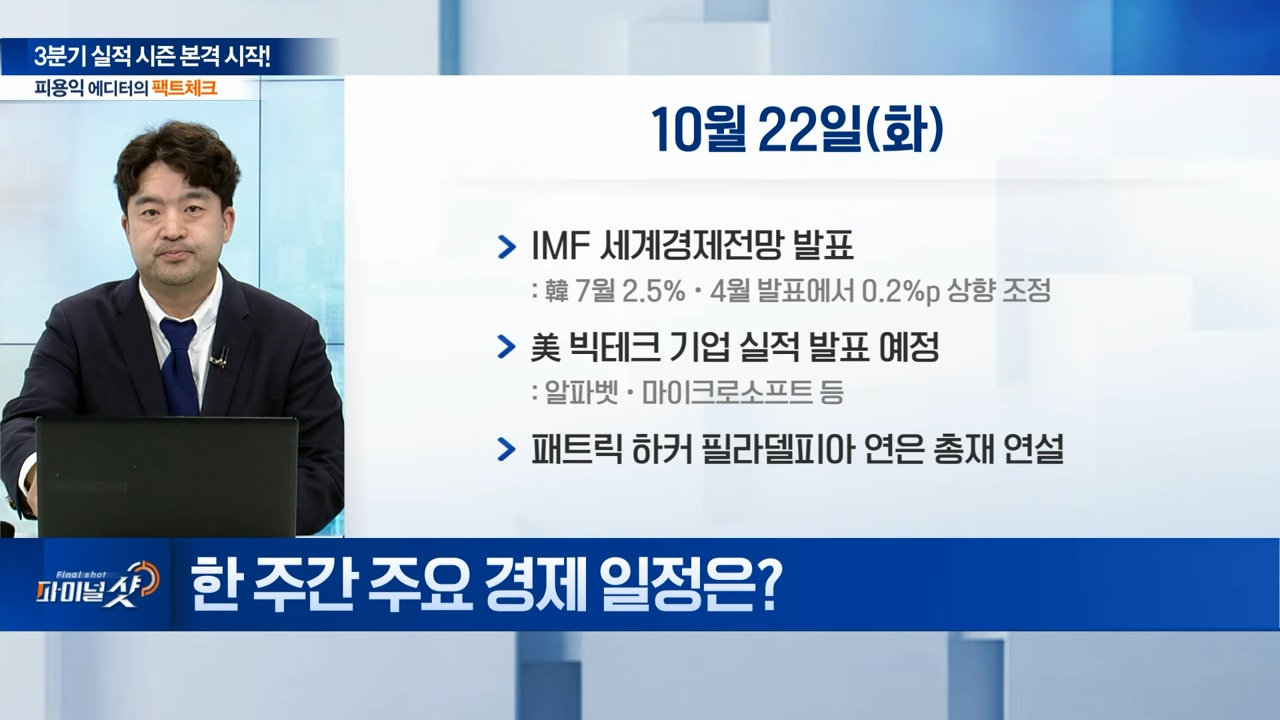 3분기 실적 시즌 본격 시작!
피용익 에디터의 팩트체크
10월 22일(화)
IMF 세계경제전망 발표
: 韓 7월 2.5%·4월 발표에서 0.2%p 상향 조정
美 빅테크 기업 실적 발표 예정
: 알파벳·마이크로소프트 등
패트릭 하커 필라델피아 연은 총재 연설
Final shot
파이널샷
한 주간 주요 경제 일정은?